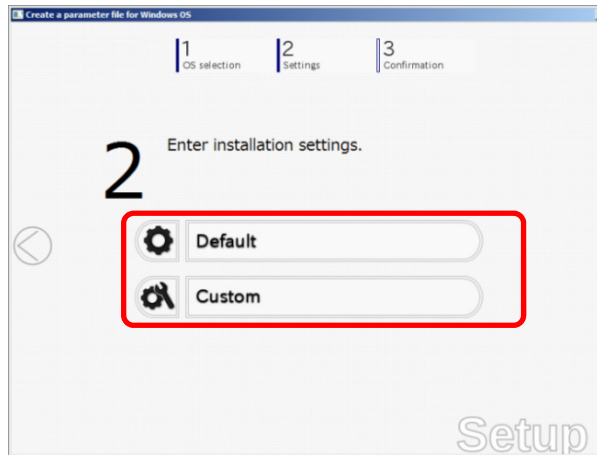 Create a parameter file for Windows OS
1 2 3
OS selection Settings Confirmation
2 Enter installation settings.
Default
Custom
Setup